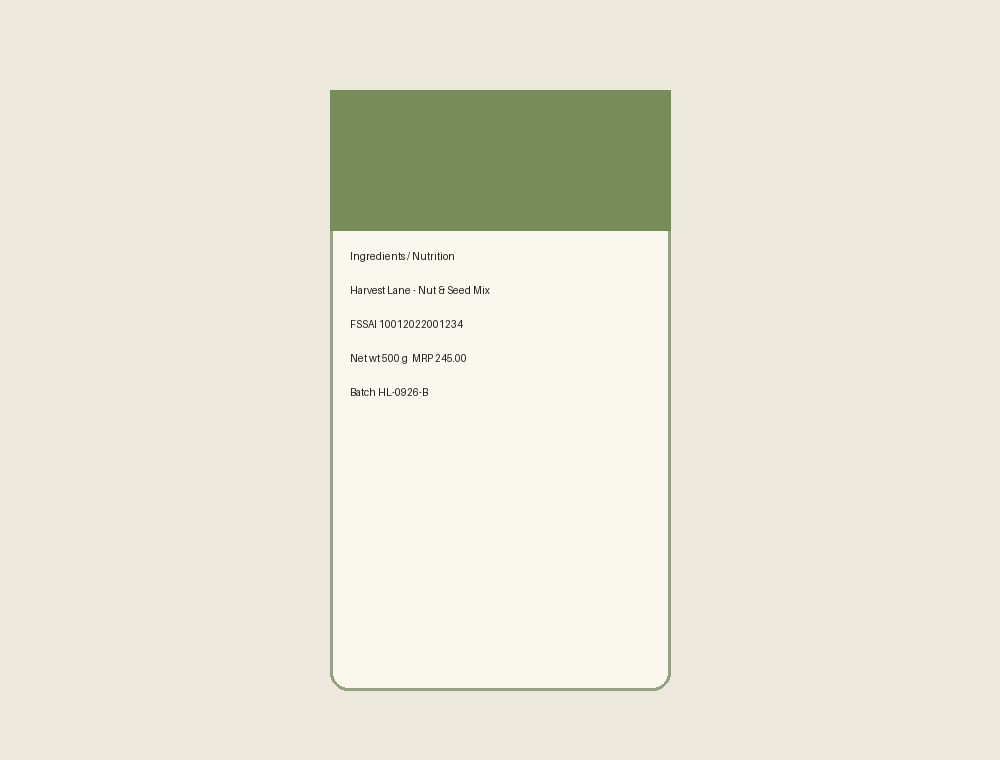 Ingredients / Nutrition
Harvest Lane - Nut & Seed Mix
FSSAI 10012022001234
Net wt 500 g  MRP 245.00
Batch HL-0926-B